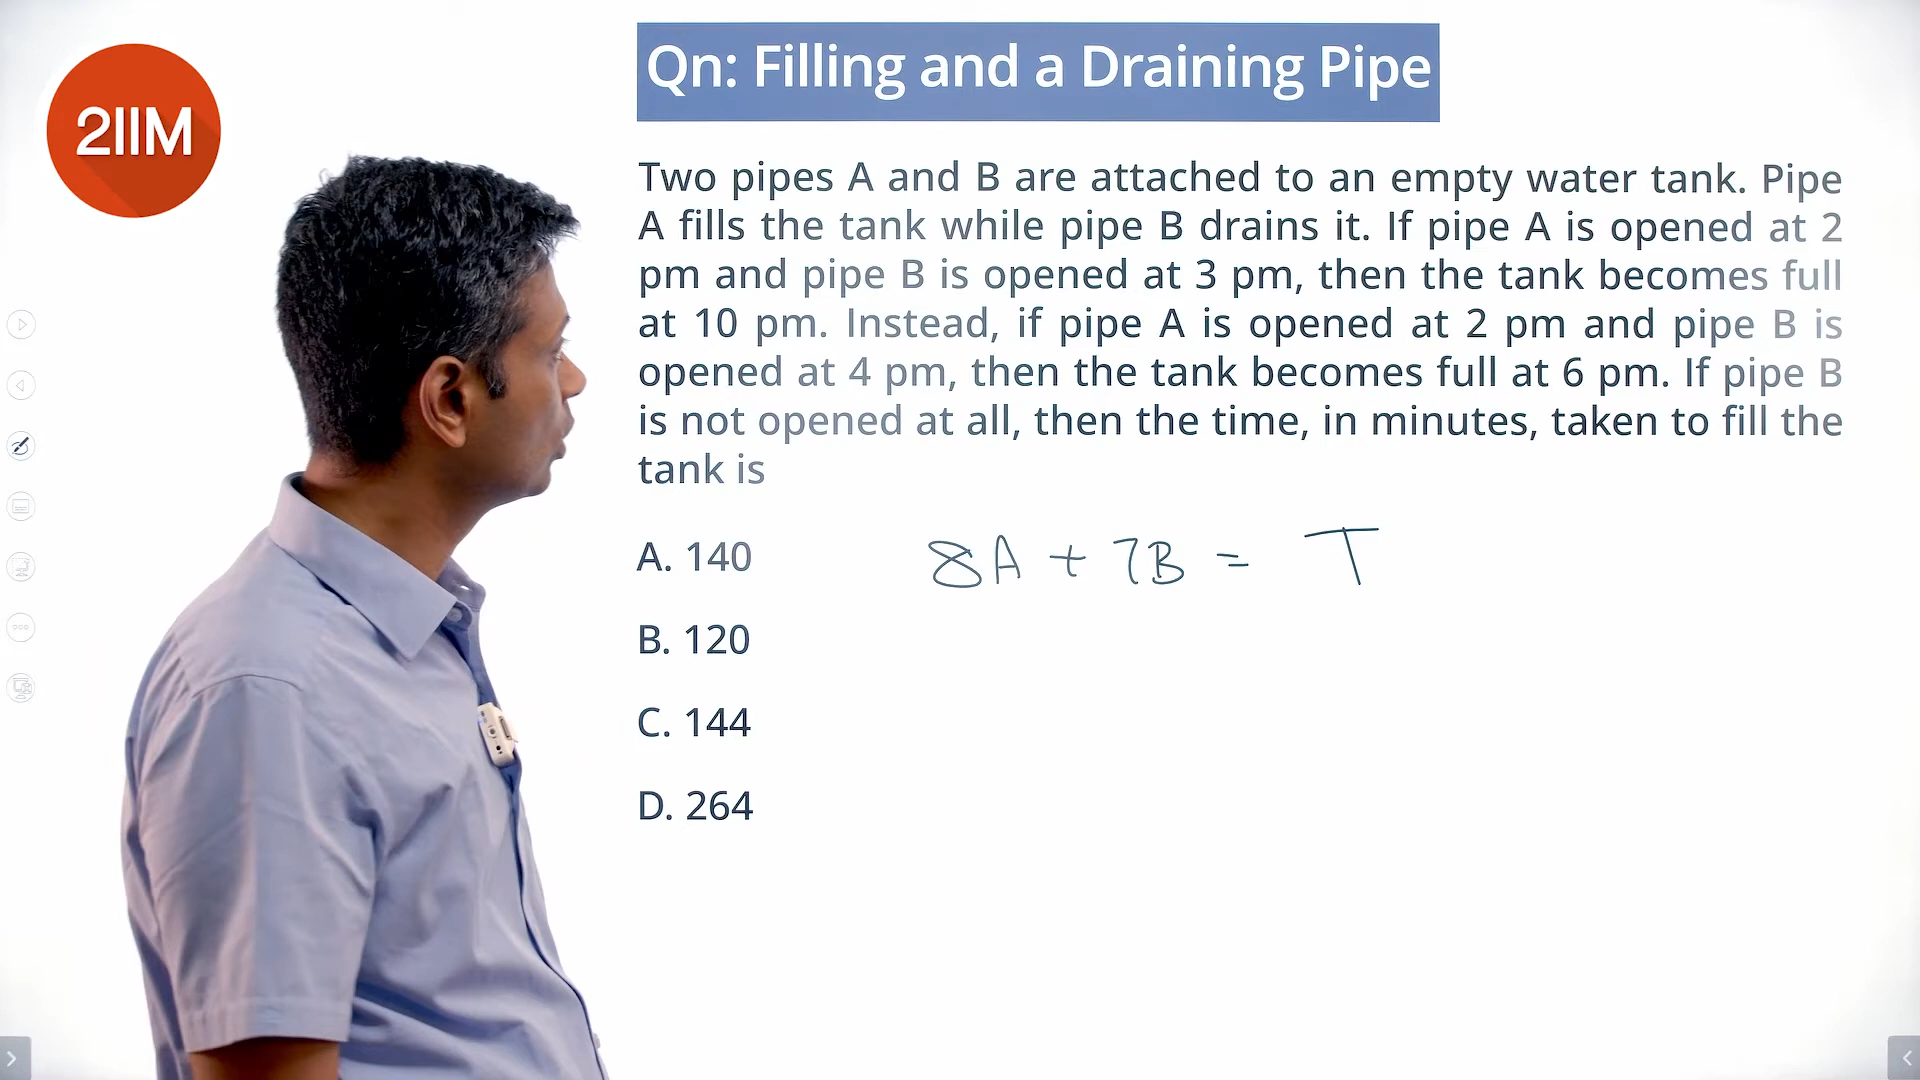 2IIM
Qn: Filling and a Draining Pipe
Two pipes A and B are attached to an empty water tank. Pipe
A fills the tank while pipe B drains it. If pipe A is opened at 2
pm and pipe B is opened at 3 pm, then the tank becomes full
at 10 pm. Instead, if pipe A is opened at 2 pm and pipe B is
opened at 4 pm, then the tank becomes full at 6 pm. If pipe B
is not opened at all, then the time, in minutes, taken to fill the
tank is
A. 140
8A + 7B = T
B. 120
C. 144
D. 264